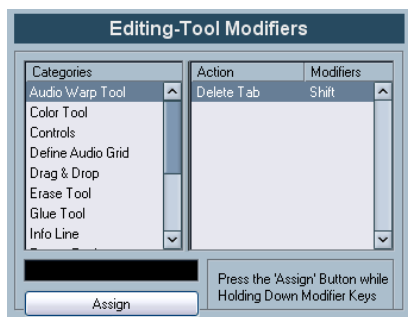 Editing-Tool Modifiers
Categories
Action Modifiers
Audio Warp Tool
Delete Tab Shift
Color Tool
Controls
Define Audio Grid
Drag & Drop
Erase Tool
Glue Tool
Info Line
Press the 'Assign' Button while
Holding Down Modifier Keys
Assign